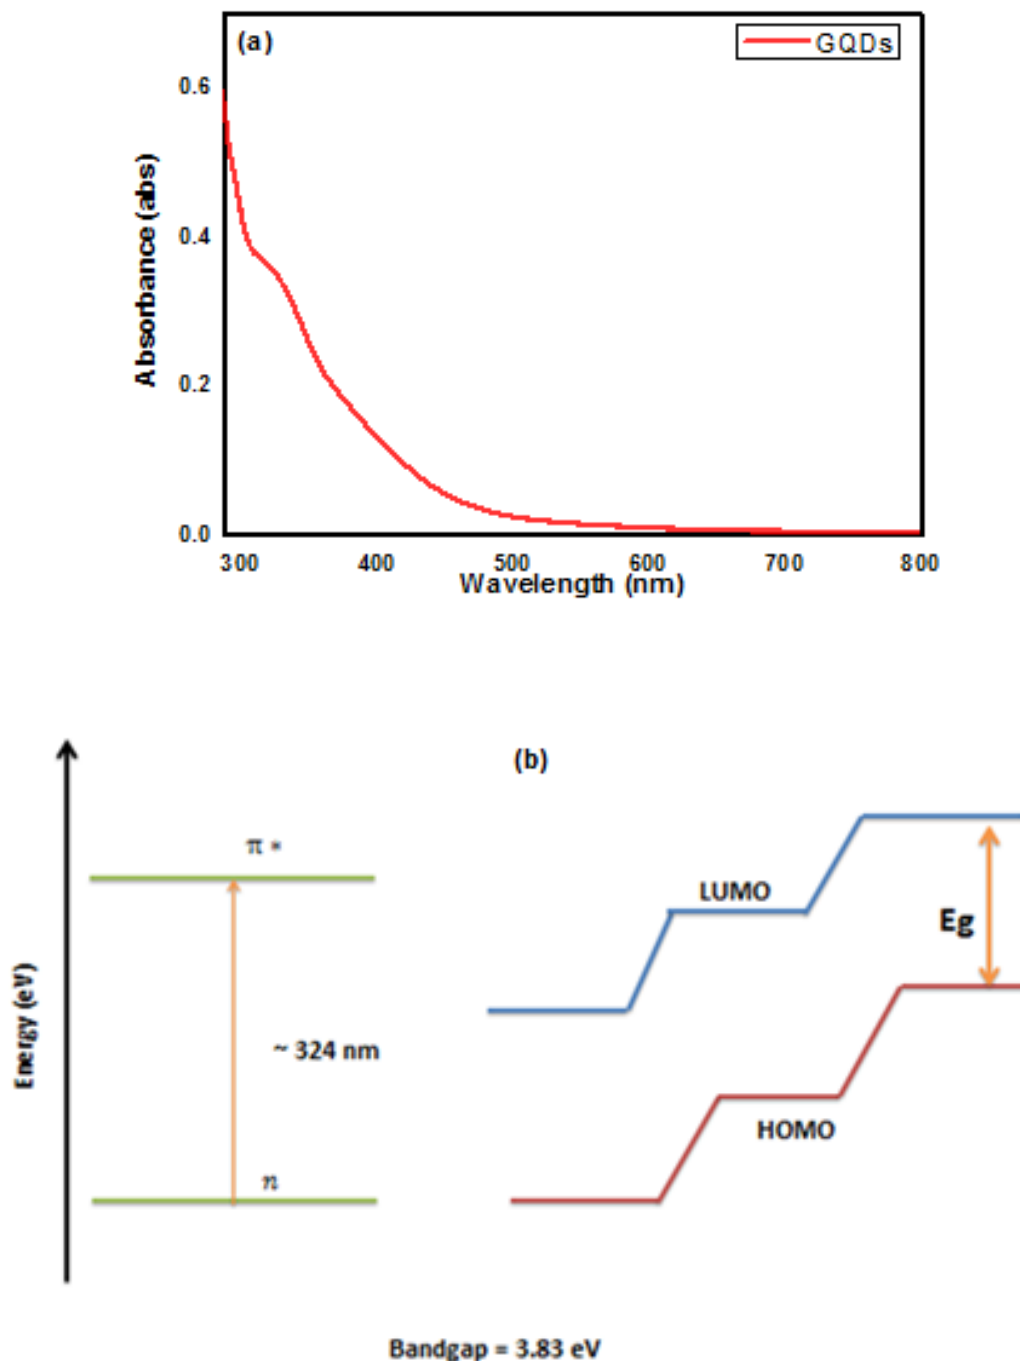 (a)
GQDs
Absorbance (abs)
0.6
0.4
0.2
0.0
300 400 500 600 700 800
Wavelength (nm)
(b)
Energy (eV)
π *
~ 324 nm
n
LUMO
HOMO
Eg
Bandgap = 3.83 eV